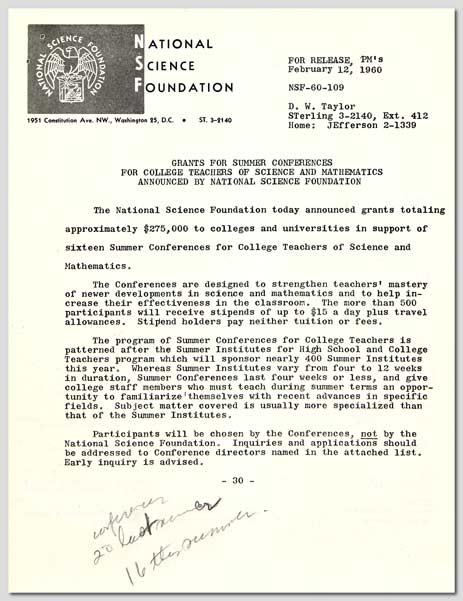 NATIONAL SCIENCE FOUNDATION
NATIONAL
SCIENCE
FOUNDATION
1951 Constitution Ave. NW., Washington 25, D.C. • ST. 3-2140
FOR RELEASE, PM's
February 12, 1960
NSF-60-109
D. W. Taylor
STerling 3-2140, Ext. 412
Home: JEfferson 2-1339
GRANTS FOR SUMMER CONFERENCES
FOR COLLEGE TEACHERS OF SCIENCE AND MATHEMATICS
ANNOUNCED BY NATIONAL SCIENCE FOUNDATION
The National Science Foundation today announced grants totaling
approximately $275,000 to colleges and universities in support of
sixteen Summer Conferences for College Teachers of Science and
Mathematics.
The Conferences are designed to strengthen teachers' mastery
of newer developments in science and mathematics and to help in-
crease their effectiveness in the classroom. The more than 500
participants will receive stipends of up to $15 a day plus travel
allowances. Stipend holders pay neither tuition or fees.
The program of Summer Conferences for College Teachers is
patterned after the Summer Institutes for High School and College
Teachers program which will sponsor nearly 400 Summer Institutes
this year. Whereas Summer Institutes vary from four to 12 weeks
in duration, Summer Conferences last four weeks or less, and give
college staff members who must teach during summer terms an oppor-
tunity to familiarize themselves with recent advances in specific
fields. Subject matter covered is usually more specialized than
that of the Summer Institutes.
Participants will be chosen by the Conferences, not by the
National Science Foundation. Inquiries and applications should
be addressed to Conference directors named in the attached list.
Early inquiry is advised.
- 30 -
conferences
20 last summer
16 this summer.